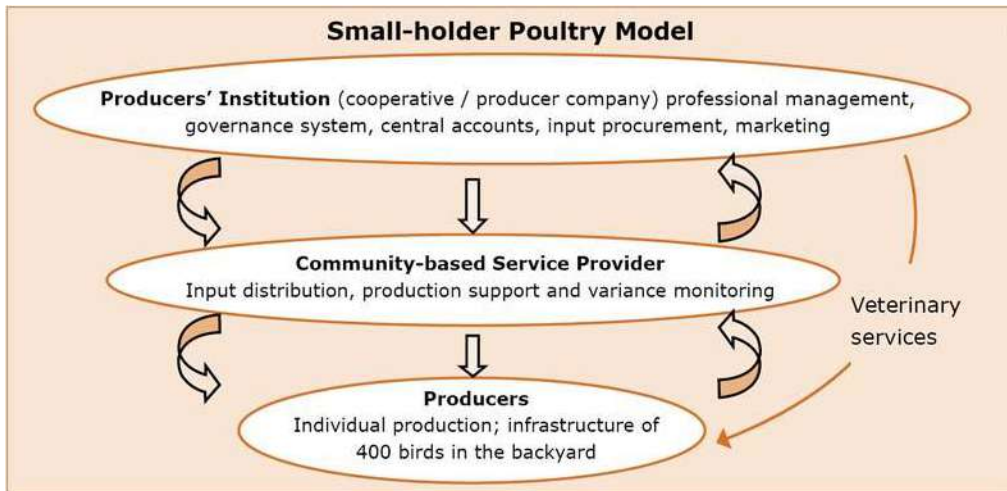 Small-holder Poultry Model
Producers’ Institution (cooperative / producer company) professional management,
governance system, central accounts, input procurement, marketing
Community-based Service Provider
Input distribution, production support and variance monitoring
Veterinary
services
Producers
Individual production; infrastructure of
400 birds in the backyard